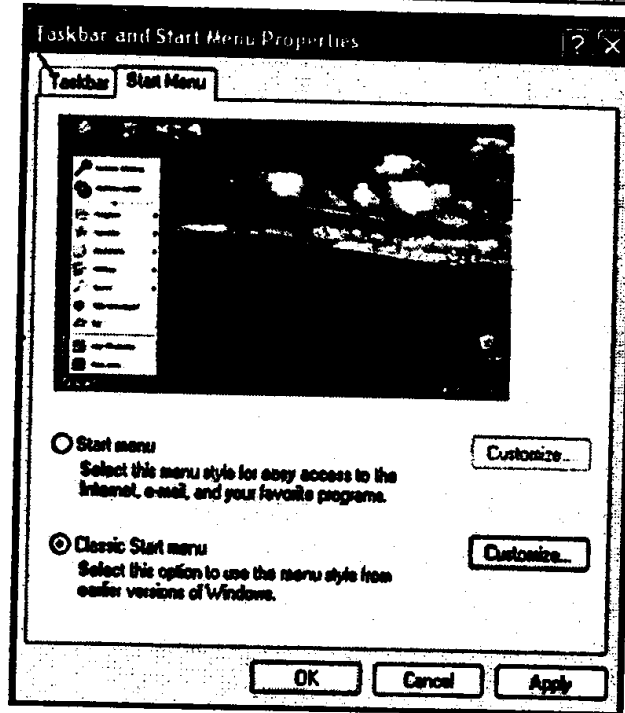 Taskbar and Start Menu Properties
Taskbar Start Menu
Start menu
Customize...
Select this menu style for easy access to the
Internet, e-mail, and your favorite programs.
Classic Start menu
Customize...
Select this option to use the menu style from
earlier versions of Windows.
OK Cancel Apply